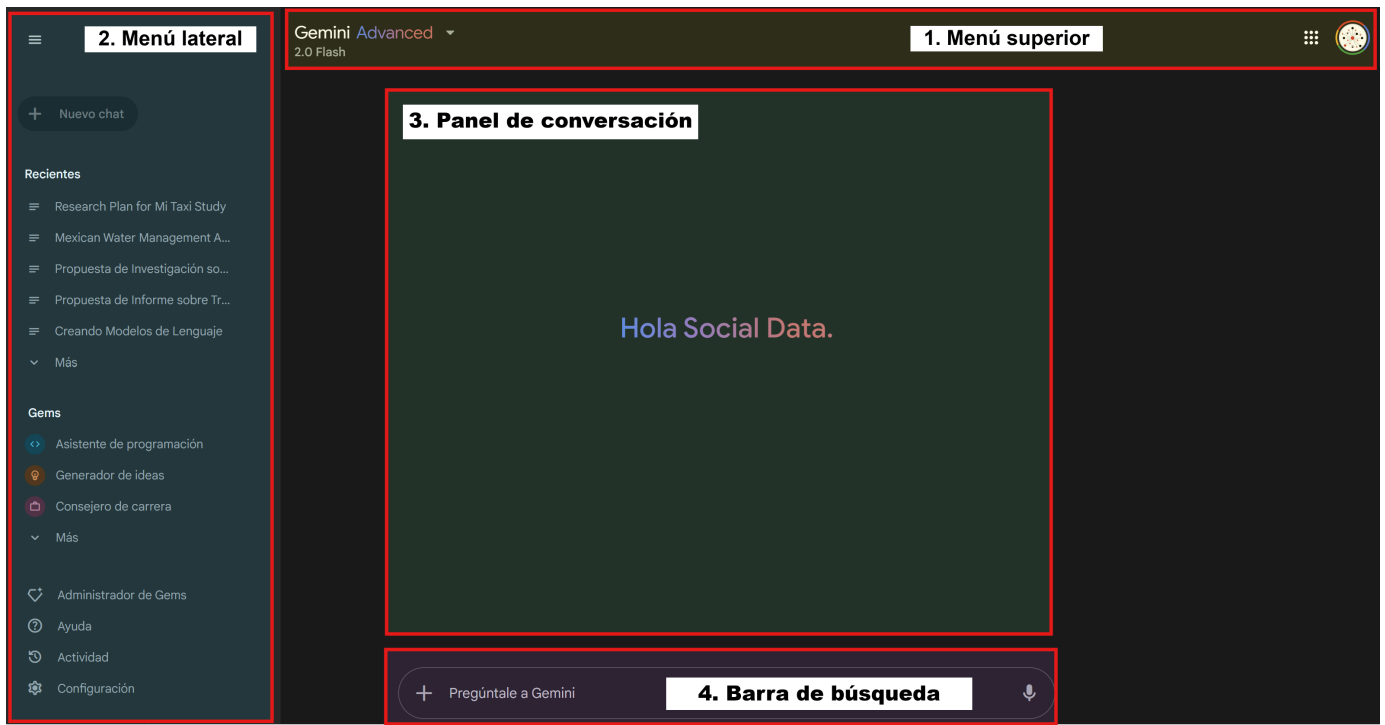 2. Menú lateral
Gemini Advanced
2.0 Flash
1. Menú superior
Nuevo chat
3. Panel de conversación
Recientes
Research Plan for Mi Taxi Study
Mexican Water Management A...
Propuesta de Investigación so...
Propuesta de Informe sobre Tr...
Creando Modelos de Lenguaje
Más
Hola Social Data.
Gems
Asistente de programación
Generador de ideas
Consejero de carrera
Más
Administrador de Gems
Ayuda
Actividad
Configuración
Pregúntale a Gemini
4. Barra de búsqueda